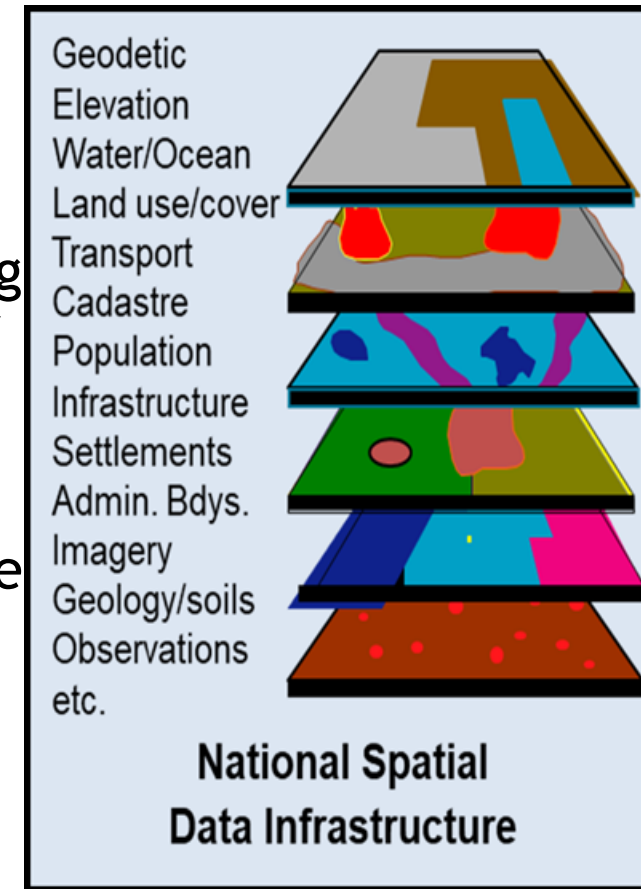 Geodetic
Elevation
Water/Ocean
Land use/cover
Transport
g
Cadastre
Population
Infrastructure
Settlements
Admin. Bdys.
Imagery
e
Geology/soils
Observations
etc.
National Spatial
Data Infrastructure